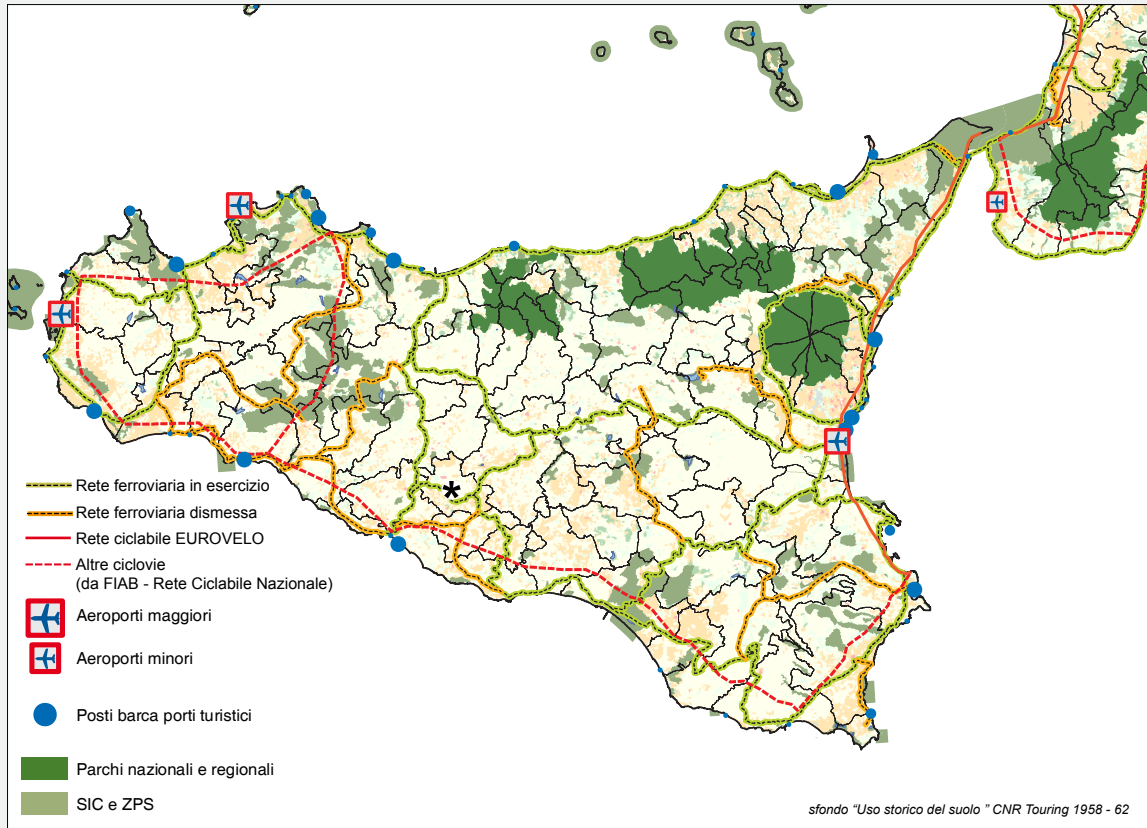 Rete ferroviaria in esercizio
Rete ferroviaria dismessa
Rete ciclabile EUROVELO
Altre ciclovie
(da FIAB - Rete Ciclabile Nazionale)
Aeroporti maggiori
Aeroporti minori
Posti barca porti turistici
Parchi nazionali e regionali
SIC e ZPS
sfondo “Uso storico del suolo ” CNR Touring 1958 - 62
*